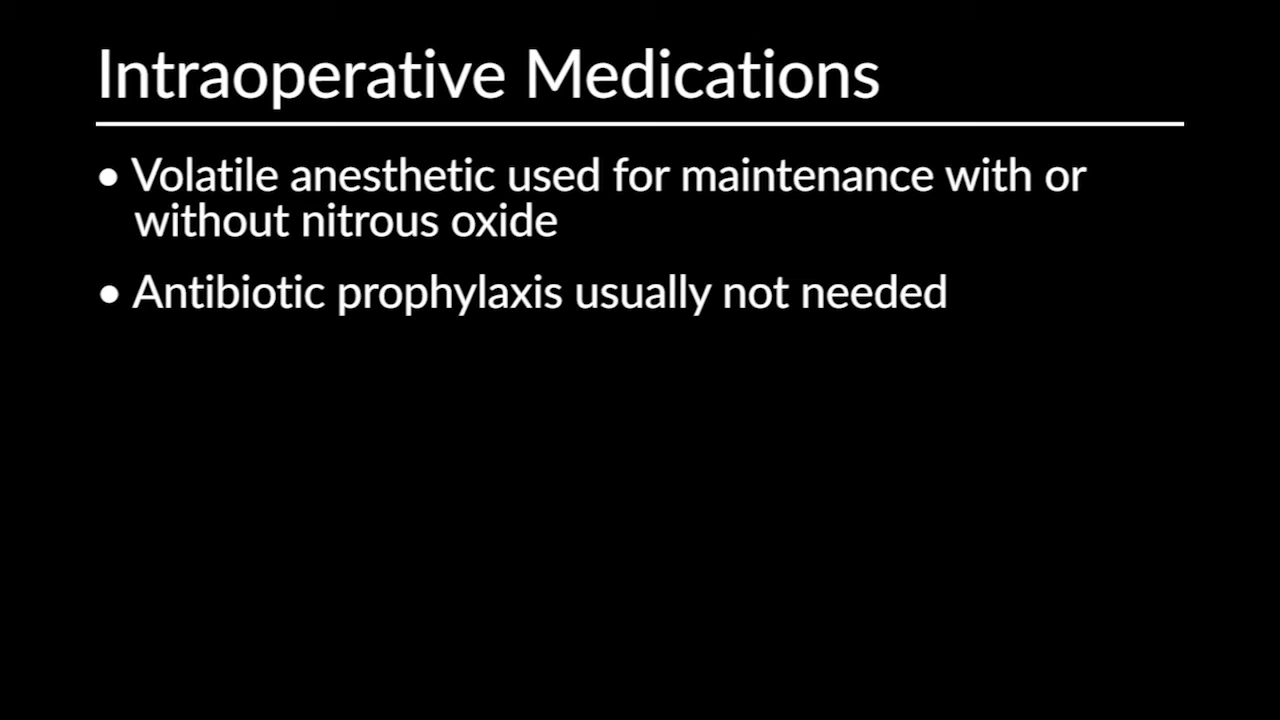 Intraoperative Medications
• Volatile anesthetic used for maintenance with or
without nitrous oxide
• Antibiotic prophylaxis usually not needed